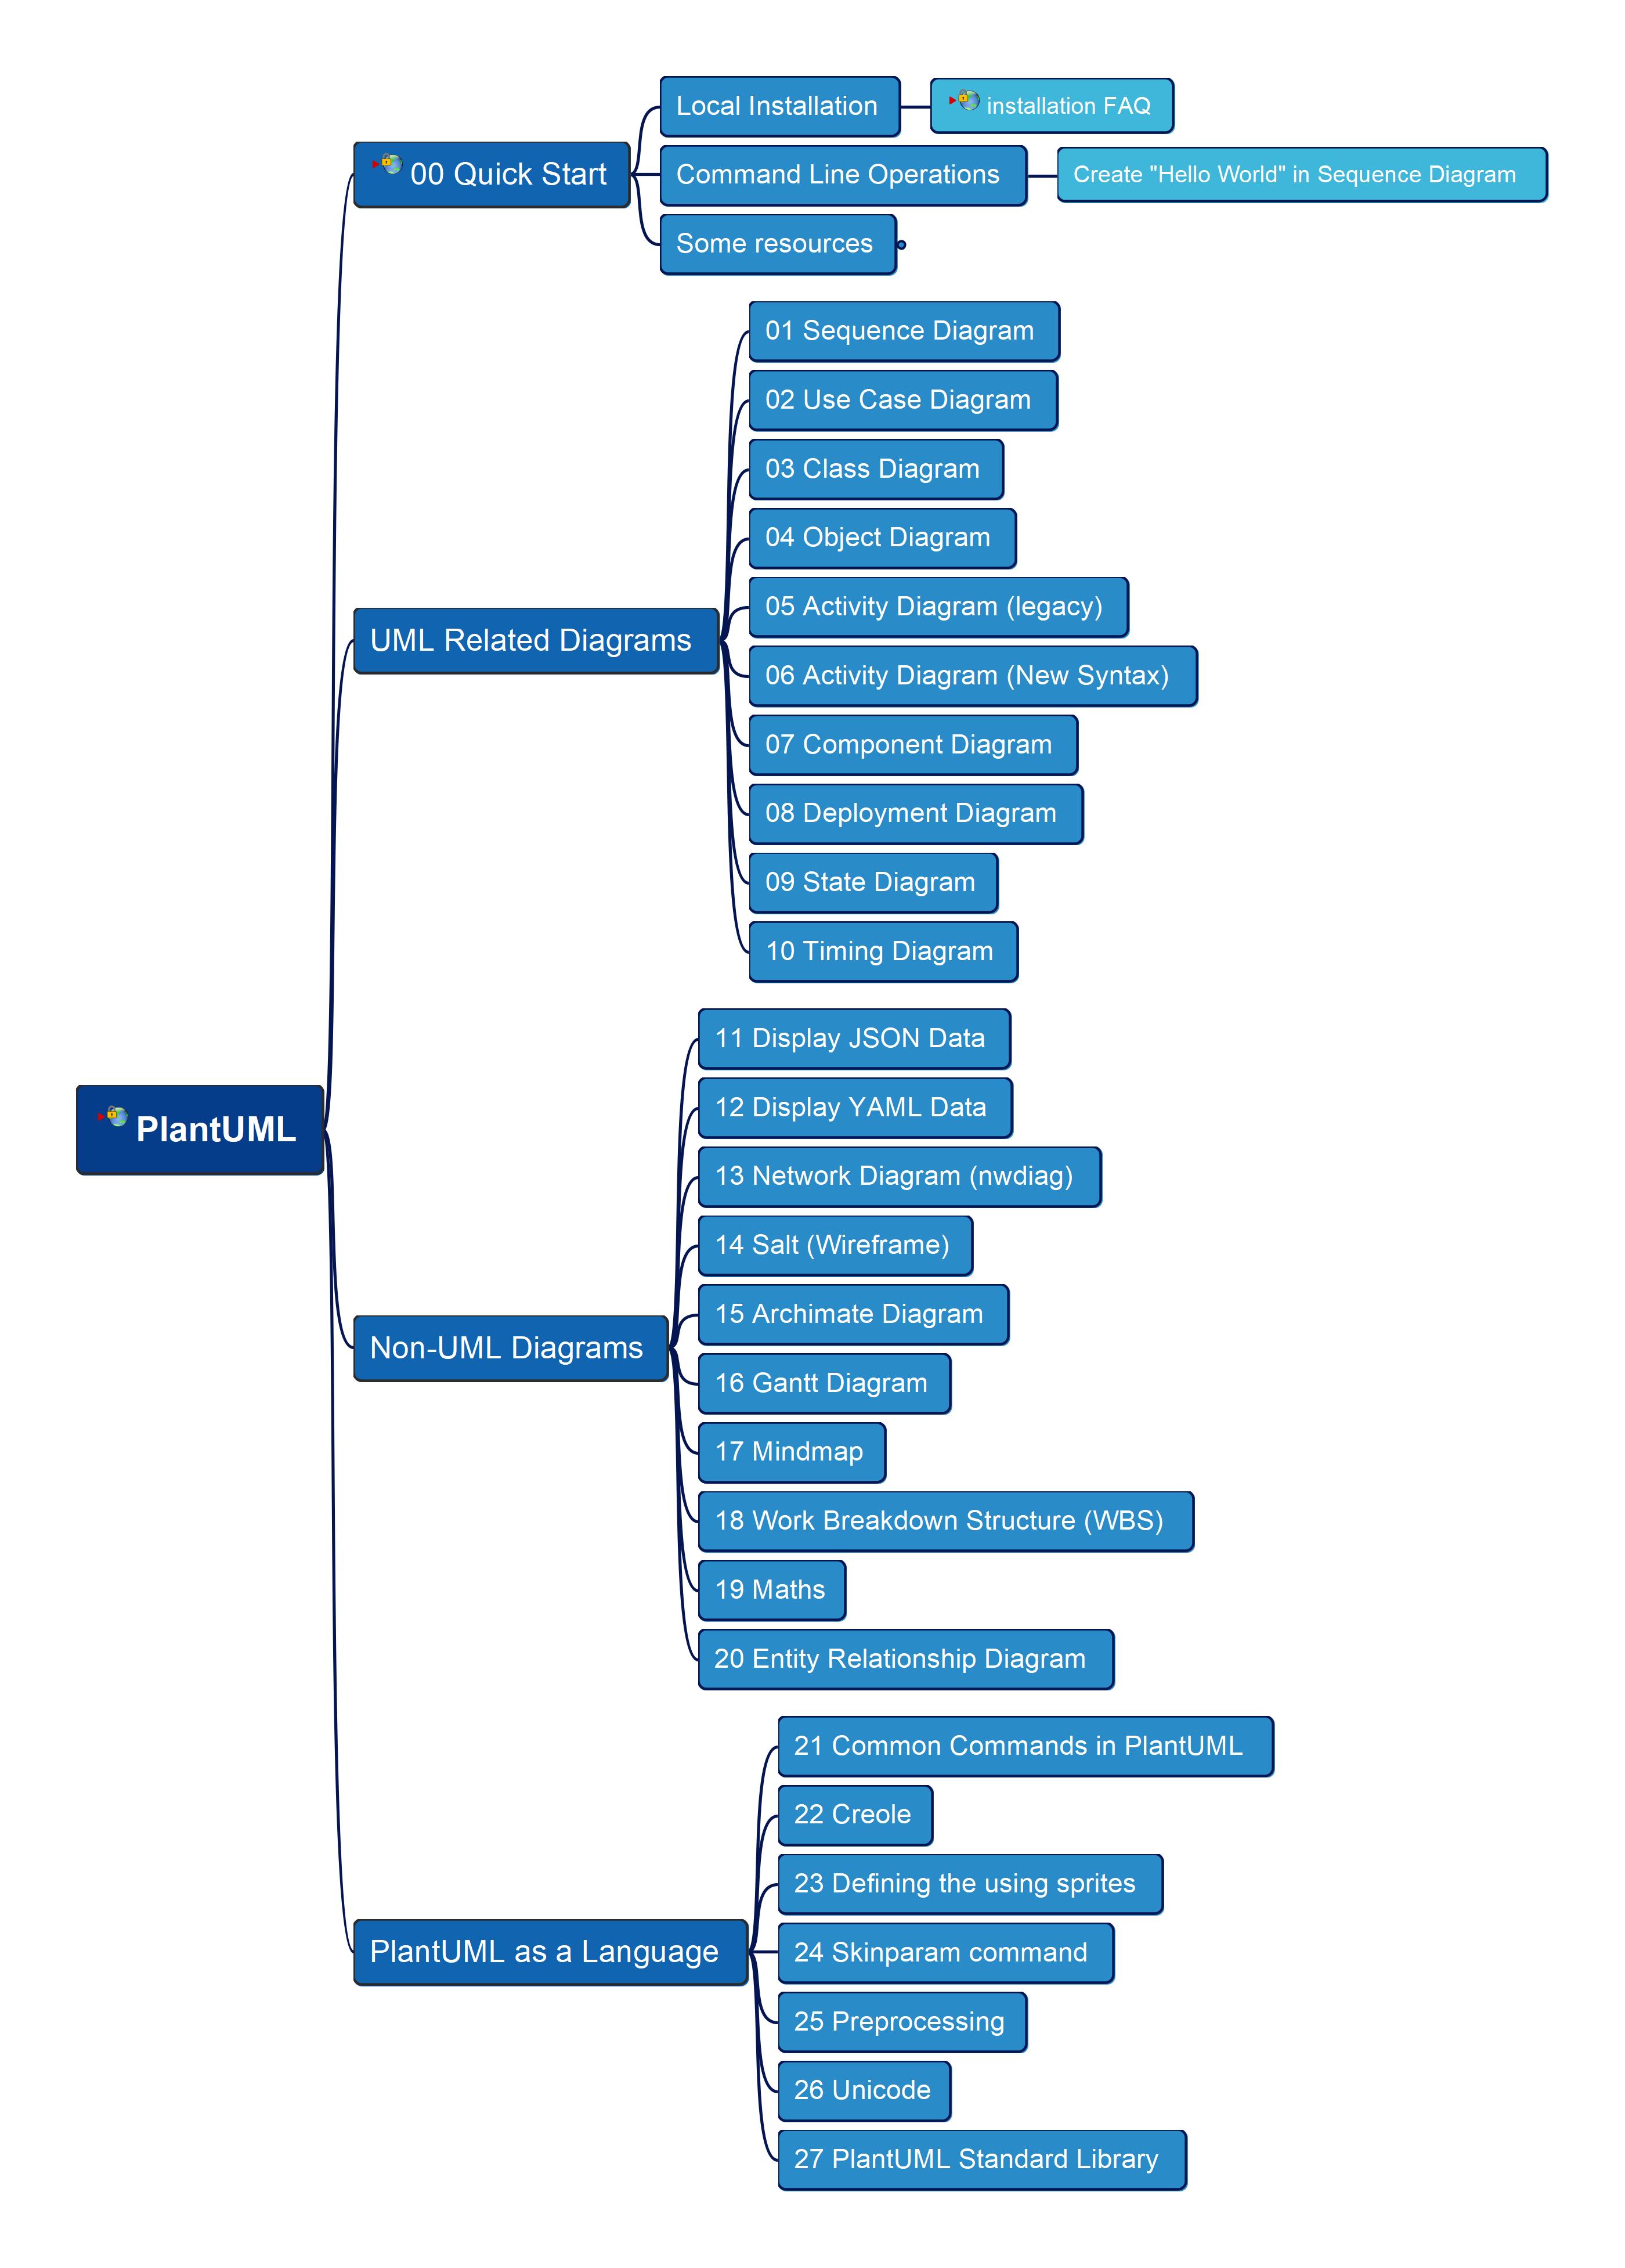 Local Installation
installation FAQ
00 Quick Start
Command Line Operations
Create "Hello World" in Sequence Diagram
Some resources
01 Sequence Diagram
02 Use Case Diagram
03 Class Diagram
04 Object Diagram
05 Activity Diagram (legacy)
UML Related Diagrams
06 Activity Diagram (New Syntax)
07 Component Diagram
08 Deployment Diagram
09 State Diagram
10 Timing Diagram
11 Display JSON Data
12 Display YAML Data
PlantUML
13 Network Diagram (nwdiag)
14 Salt (Wireframe)
15 Archimate Diagram
Non-UML Diagrams
16 Gantt Diagram
17 Mindmap
18 Work Breakdown Structure (WBS)
19 Maths
20 Entity Relationship Diagram
21 Common Commands in PlantUML
22 Creole
23 Defining the using sprites
PlantUML as a Language
24 Skinparam command
25 Preprocessing
26 Unicode
27 PlantUML Standard Library